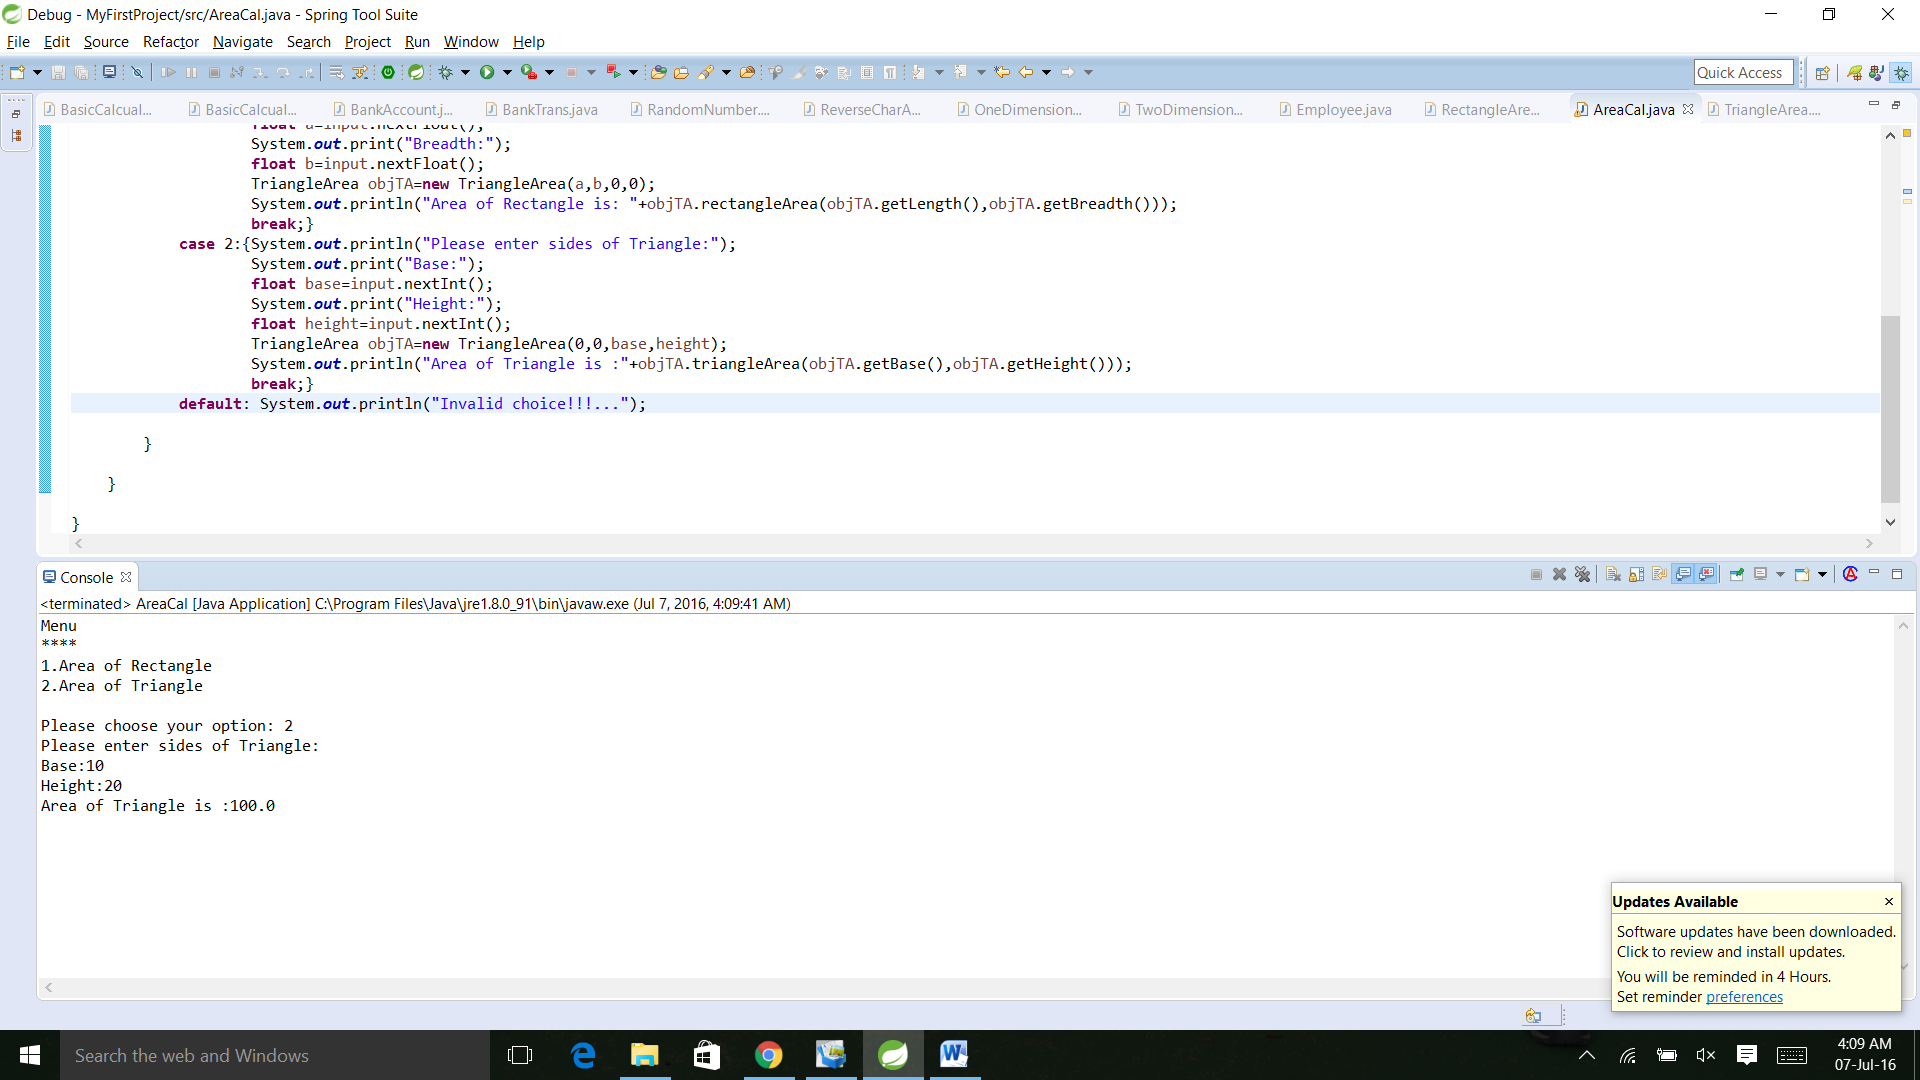 Debug - MyFirstProject/src/AreaCal.java - Spring Tool Suite
File Edit Source Refactor Navigate Search Project Run Window Help
Quick Access
BasicCalcual... BasicCalcual... BankAccount.j... BankTrans.java RandomNumber.... ReverseCharA... OneDimension... TwoDimension... Employee.java RectangleAre... AreaCal.java TriangleArea....
float a=input.nextFloat();
System.out.print("Breadth:");
float b=input.nextFloat();
TriangleArea objTA=new TriangleArea(a,b,0,0);
System.out.println("Area of Rectangle is: "+objTA.rectangleArea(objTA.getLength(),objTA.getBreadth()));
break;}
case 2:{System.out.println("Please enter sides of Triangle:");
System.out.print("Base:");
float base=input.nextInt();
System.out.print("Height:");
float height=input.nextInt();
TriangleArea objTA=new TriangleArea(0,0,base,height);
System.out.println("Area of Triangle is :"+objTA.triangleArea(objTA.getBase(),objTA.getHeight()));
break;}
default: System.out.println("Invalid choice!!!...");
}
}
}
Console
<terminated> AreaCal [Java Application] C:\Program Files\Java\jre1.8.0_91\bin\javaw.exe (Jul 7, 2016, 4:09:41 AM)
Menu
****
1.Area of Rectangle
2.Area of Triangle
Please choose your option: 2
Please enter sides of Triangle:
Base:10
Height:20
Area of Triangle is :100.0
Updates Available
Software updates have been downloaded.
Click to review and install updates.
You will be reminded in 4 Hours.
Set reminder preferences
Search the web and Windows
4:09 AM
07-Jul-16